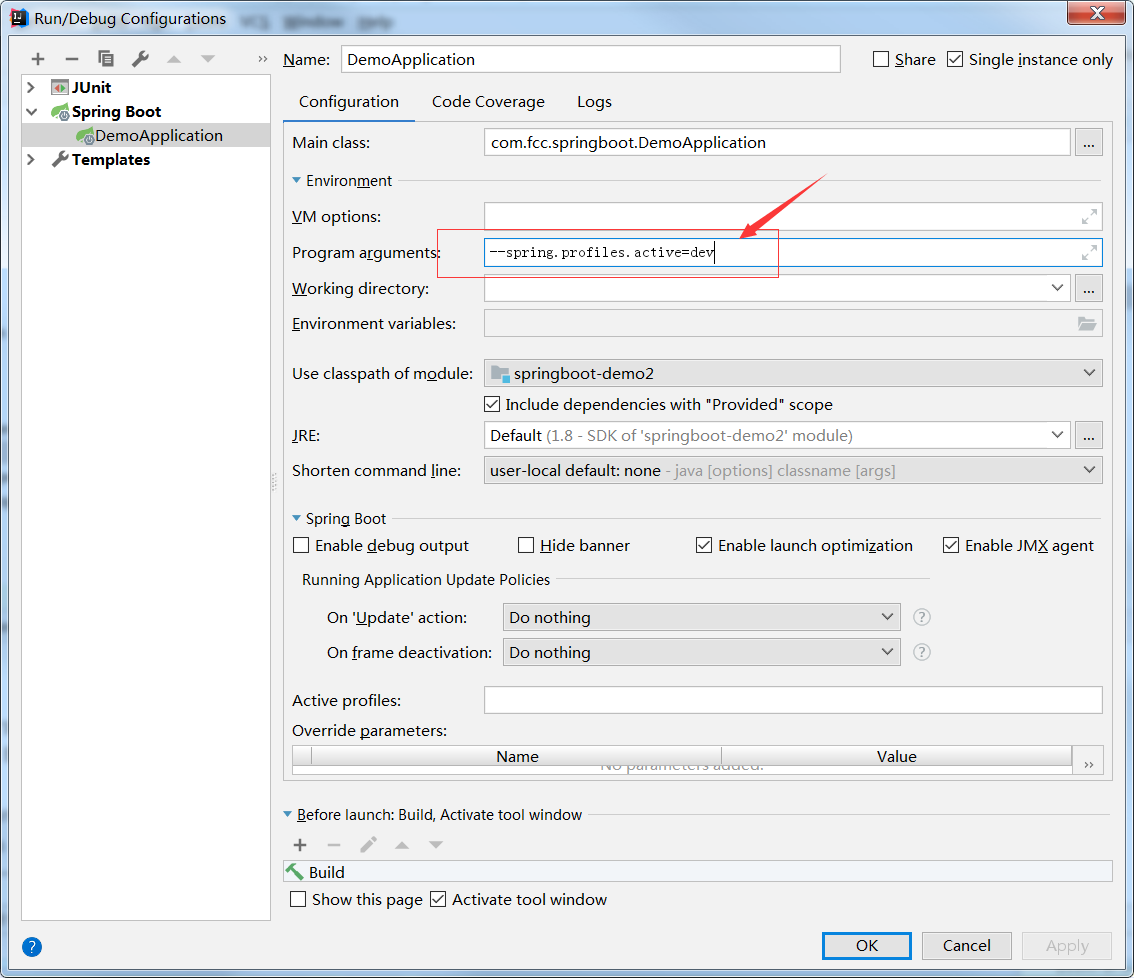 Run/Debug Configurations
Name: DemoApplication Share Single instance only
JUnit
Spring Boot
DemoApplication
Templates
Configuration Code Coverage Logs
Main class: com.fcc.springboot.DemoApplication ...
Environment
VM options:
Program arguments: --spring.profiles.active=dev
Working directory: ...
Environment variables:
Use classpath of module: springboot-demo2
Include dependencies with "Provided" scope
JRE: Default (1.8 - SDK of 'springboot-demo2' module) ...
Shorten command line: user-local default: none - java [options] classname [args]
Spring Boot
Enable debug output Hide banner Enable launch optimization Enable JMX agent
Running Application Update Policies
On 'Update' action: Do nothing ?
On frame deactivation: Do nothing ?
Active profiles:
Override parameters:
Name Value
No parameters added.
Before launch: Build, Activate tool window
Build
Show this page Activate tool window
? OK Cancel Apply